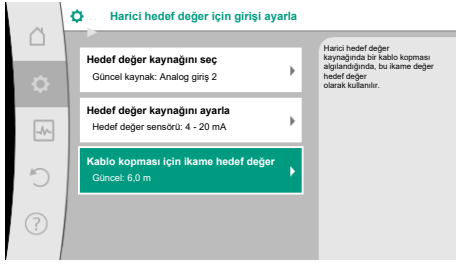 Harici hedef değer için girişi ayarla
Hedef değer kaynağını seç
Güncel kaynak: Analog giriş 2
Hedef değer kaynağını ayarla
Hedef değer sensörü: 4 - 20 mA
Kablo kopması için ikame hedef değer
Güncel: 6,0 m
Harici hedef değer
kaynağında bir kablo kopması
algılandığında, bu ikame değer
hedef değer
olarak kullanılır.